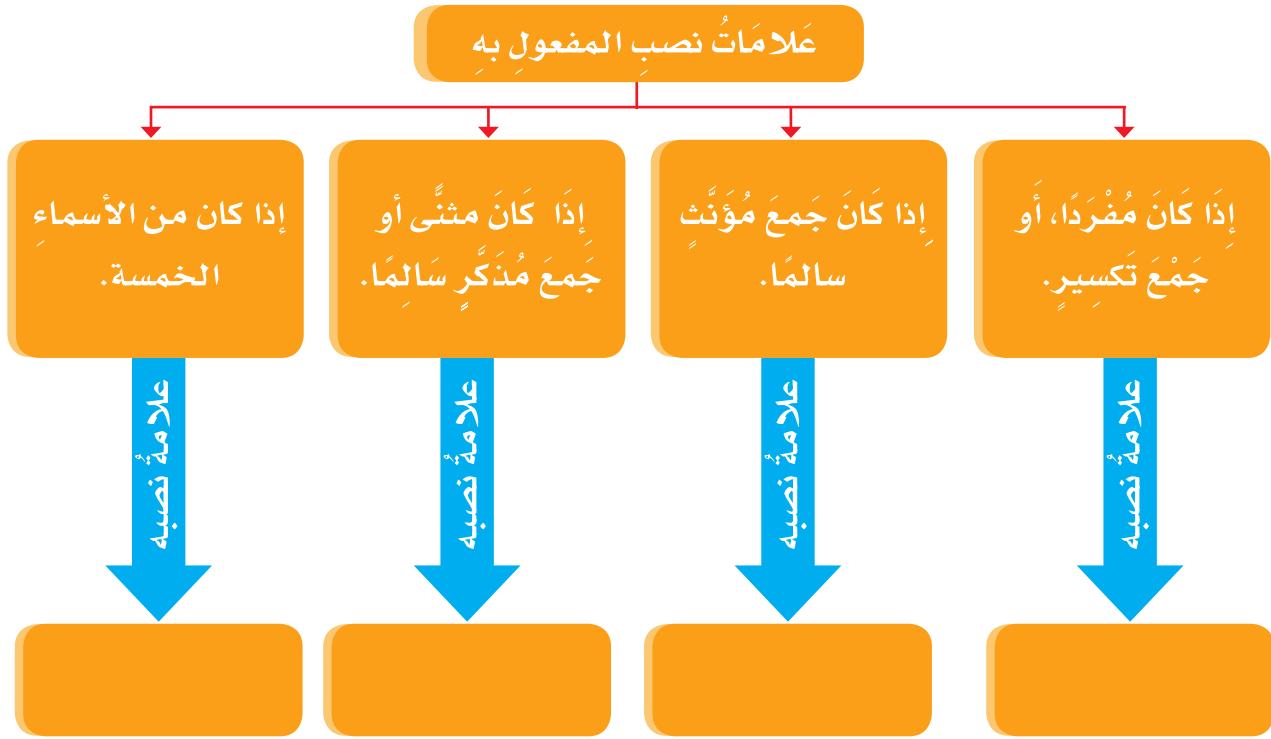 عَلامَاتُ نصبِ المفعولِ بهِ
إِذَا كَانَ مُفْرَدًا، أَو
جَمْعَ تَكسِيرٍ.
إِذا كَانَ جَمعَ مُؤَنَّثٍ
سالمًا.
إِذَا كَانَ مثنًّى أو
جَمعَ مُذَكَّرٍ سَالِمًا.
إذا كان من الأسماءِ
الخمسة.
علامةُ نصبه
علامةُ نصبه
علامةُ نصبه
علامةُ نصبه